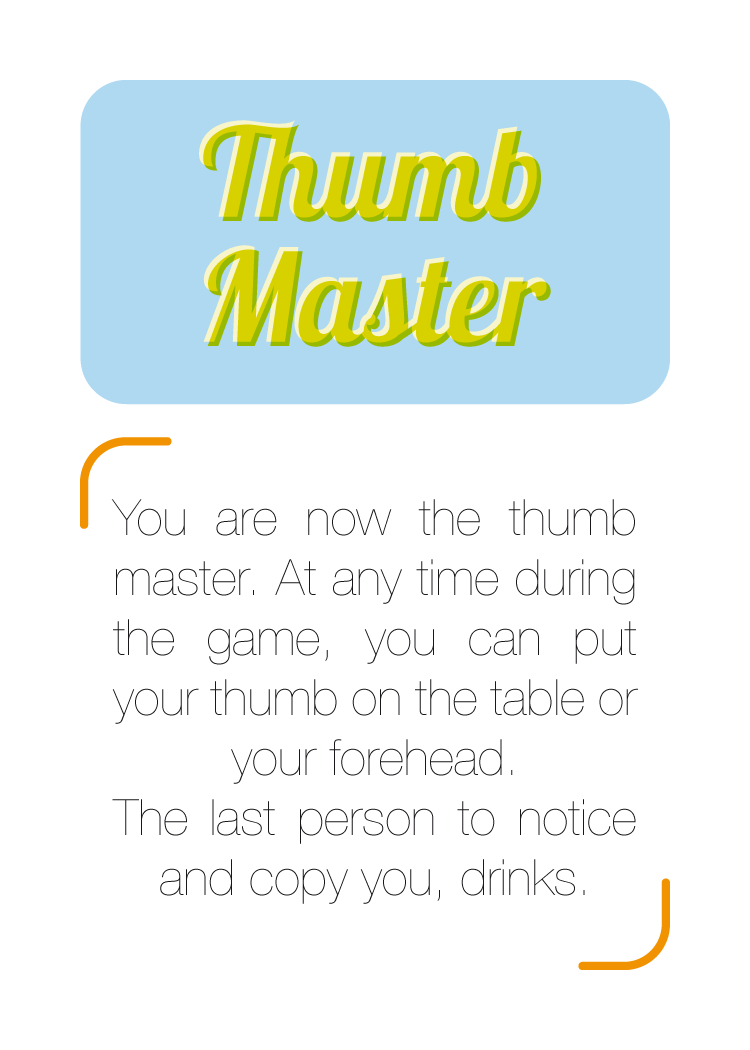 Thumb
Master
You are now the thumb
master. At any time during
the game, you can put
your thumb on the table or
your forehead.
The last person to notice
and copy you, drinks.